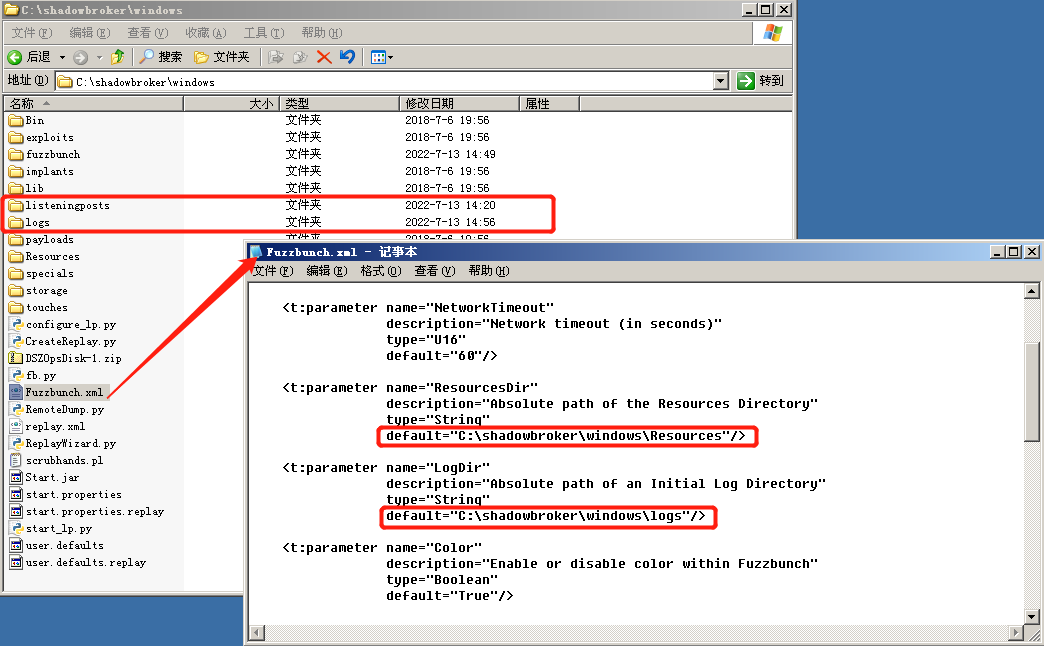 C:\shadowbroker\windows
文件(F) 编辑(E) 查看(V) 收藏(A) 工具(T) 帮助(H)
后退 搜索 文件夹
地址(D) C:\shadowbroker\windows 转到
名称 大小 类型 修改日期 属性
Bin 文件夹 2018-7-6 19:56
exploits 文件夹 2018-7-6 19:56
fuzzbunch 文件夹 2022-7-13 14:49
implants 文件夹 2018-7-6 19:56
lib 文件夹 2018-7-6 19:56
listeningposts 文件夹 2022-7-13 14:20
logs 文件夹 2022-7-13 14:56
payloads 文件夹 2018-7-6 19:56
Resources
specials
storage
touches
configure_lp.py
CreateReplay.py
DSZOpsDisk-1.zip
fb.py
Fuzzbunch.xml
RemoteDump.py
replay.xml
ReplayWizard.py
scrubhands.pl
Start.jar
start.properties
start.properties.replay
start_lp.py
user.defaults
user.defaults.replay
Fuzzbunch.xml - 记事本
文件(F) 编辑(E) 格式(O) 查看(V) 帮助(H)
<t:parameter name="NetworkTimeout"
description="Network timeout (in seconds)"
type="U16"
default="60"/>
<t:parameter name="ResourcesDir"
description="Absolute path of the Resources Directory"
type="String"
default="C:\shadowbroker\windows\Resources"/>
<t:parameter name="LogDir"
description="Absolute path of an Initial Log Directory"
type="String"
default="C:\shadowbroker\windows\logs"/>
<t:parameter name="Color"
description="Enable or disable color within Fuzzbunch"
type="Boolean"
default="True"/>